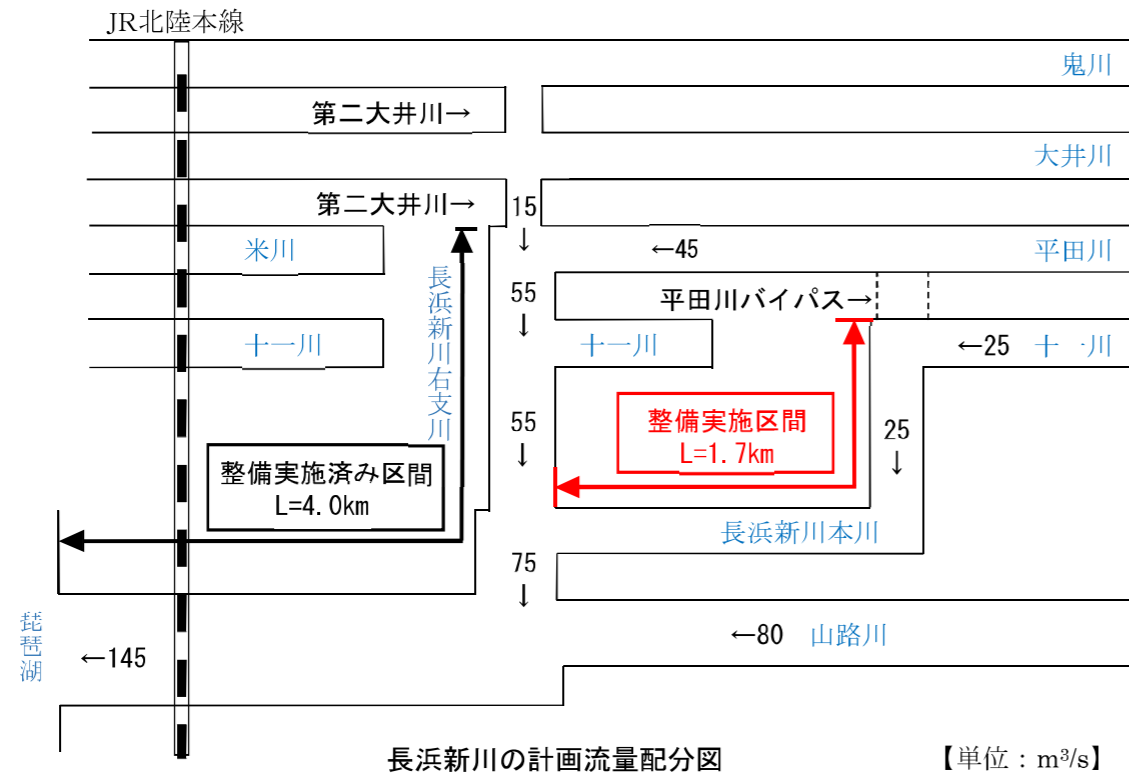 JR北陸本線
鬼川
第二大井川→
大井川
第二大井川→
15
↓
米川
←45
平田川
長浜新川右支川
55
↓
平田川バイパス→
十一川
十一川
←25
十一川
整備実施済み区間
L=4.0km
55
↓
整備実施区間
L=1.7km
25
↓
長浜新川本川
75
↓
琵琶湖
←145
←80
山路川
長浜新川の計画流量配分図
【単位：m³/s】